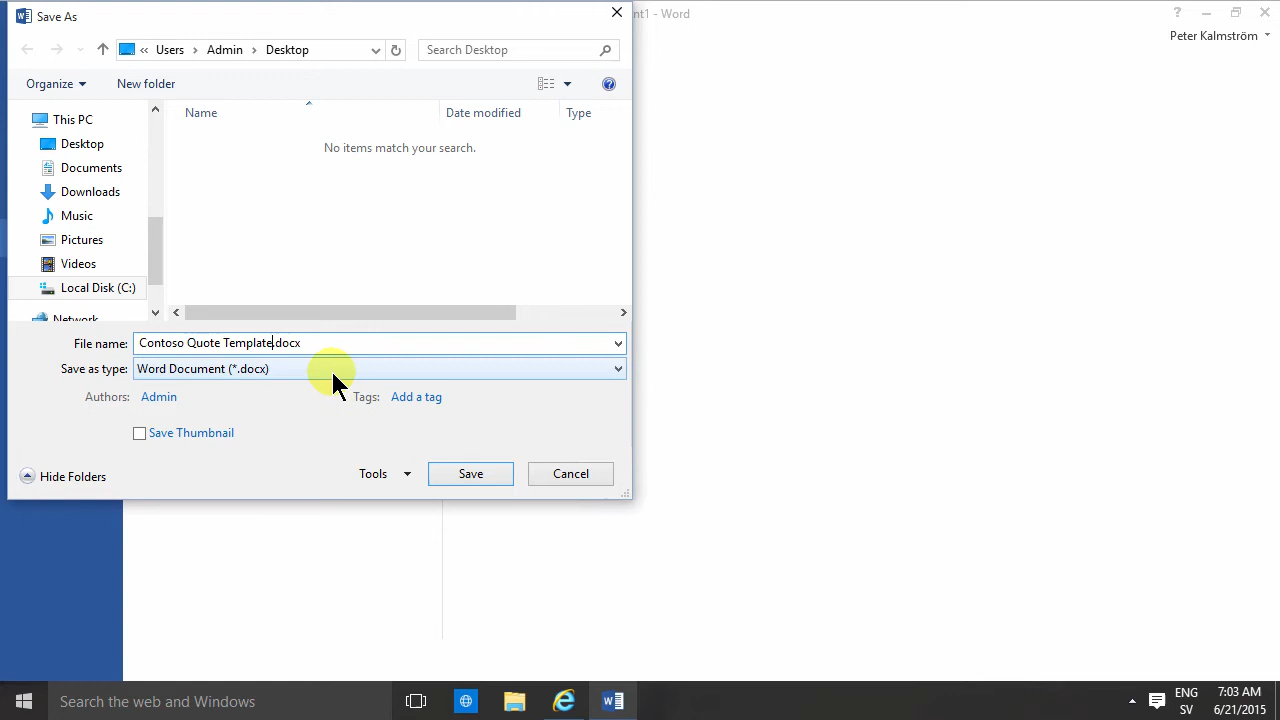 Save As
nt1 - Word
Peter Kalmström
Users
Admin
Desktop
Search Desktop
Organize
New folder
Name
Date modified
Type
No items match your search.
This PC
Desktop
Documents
Downloads
Music
Pictures
Videos
Local Disk (C:)
Network
File name: Contoso Quote Template.docx
Save as type: Word Document (*.docx)
Authors: Admin
Tags: Add a tag
Save Thumbnail
Hide Folders
Tools
Save
Cancel
Search the web and Windows
ENG
SV
7:03 AM
6/21/2015